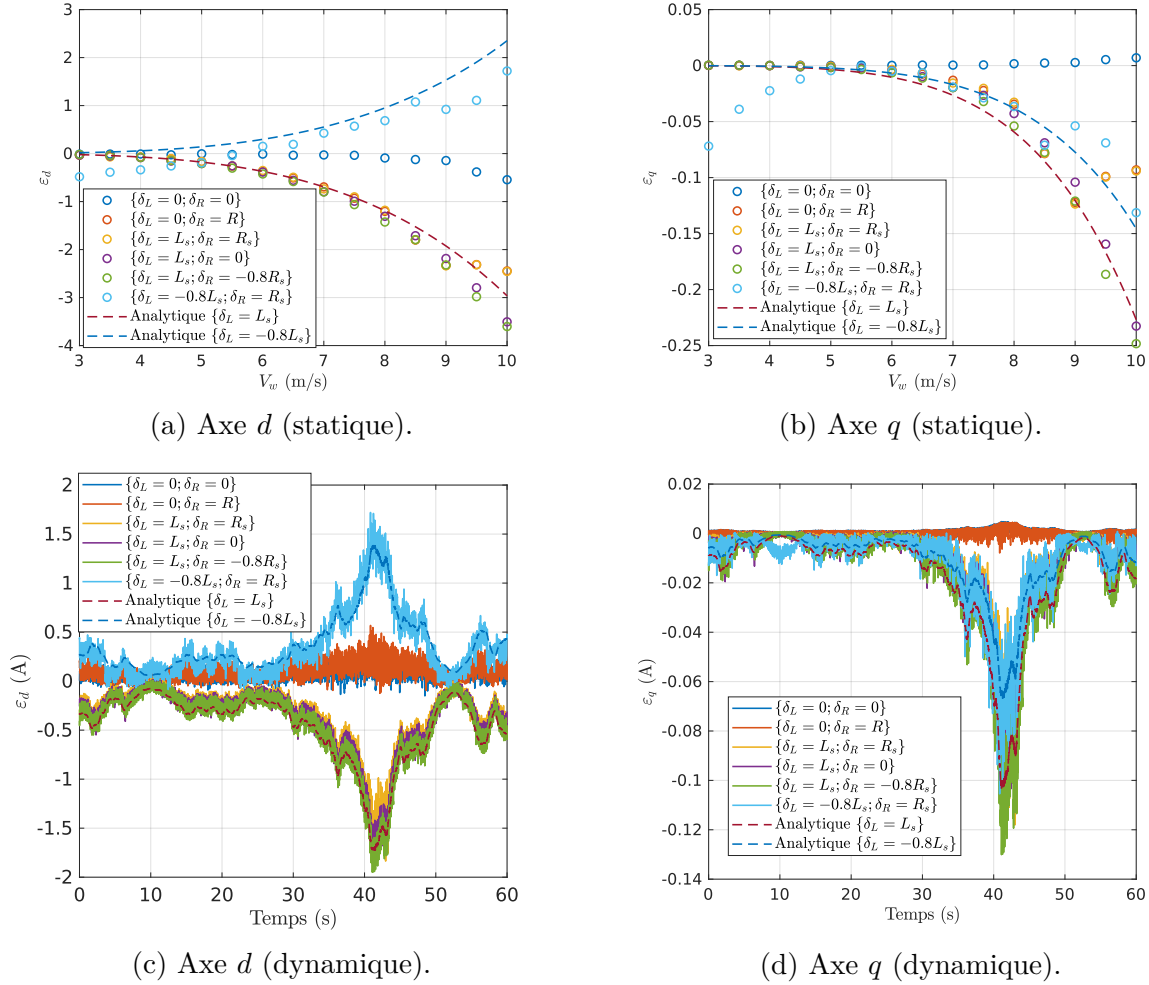 3
2
1
0
-1
-2
-3
-4
ε_d
{δ_L = 0; δ_R = 0}
{δ_L = 0; δ_R = R}
{δ_L = L_s; δ_R = R_s}
{δ_L = L_s; δ_R = 0}
{δ_L = L_s; δ_R = −0.8R_s}
{δ_L = −0.8L_s; δ_R = R_s}
Analytique {δ_L = L_s}
Analytique {δ_L = −0.8L_s}
3 4 5 6 7 8 9 10
V_w (m/s)
(a) Axe d (statique).
0.05
0
-0.05
-0.1
-0.15
-0.2
-0.25
ε_q
{δ_L = 0; δ_R = 0}
{δ_L = 0; δ_R = R}
{δ_L = L_s; δ_R = R_s}
{δ_L = L_s; δ_R = 0}
{δ_L = L_s; δ_R = −0.8R_s}
{δ_L = −0.8L_s; δ_R = R_s}
Analytique {δ_L = L_s}
Analytique {δ_L = −0.8L_s}
3 4 5 6 7 8 9 10
V_w (m/s)
(b) Axe q (statique).
2
1.5
1
0.5
0
-0.5
-1
-1.5
-2
ε_d (A)
{δ_L = 0; δ_R = 0}
{δ_L = 0; δ_R = R}
{δ_L = L_s; δ_R = R_s}
{δ_L = L_s; δ_R = 0}
{δ_L = L_s; δ_R = −0.8R_s}
{δ_L = −0.8L_s; δ_R = R_s}
Analytique {δ_L = L_s}
Analytique {δ_L = −0.8L_s}
0 10 20 30 40 50 60
Temps (s)
(c) Axe d (dynamique).
0.02
0
-0.02
-0.04
-0.06
-0.08
-0.1
-0.12
-0.14
ε_q (A)
{δ_L = 0; δ_R = 0}
{δ_L = 0; δ_R = R}
{δ_L = L_s; δ_R = R_s}
{δ_L = L_s; δ_R = 0}
{δ_L = L_s; δ_R = −0.8R_s}
{δ_L = −0.8L_s; δ_R = R_s}
Analytique {δ_L = L_s}
Analytique {δ_L = −0.8L_s}
0 10 20 30 40 50 60
Temps (s)
(d) Axe q (dynamique).